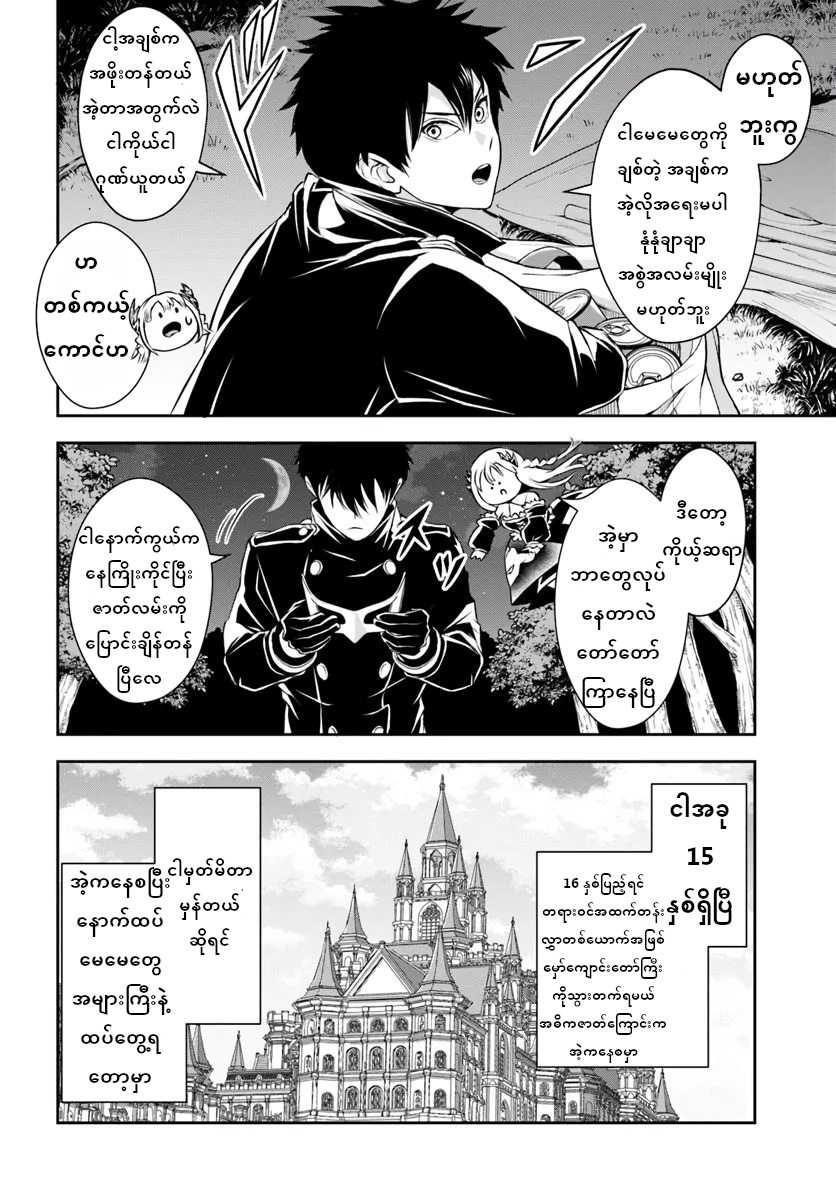 မဟုတ်
ဘူးကွ
ငါမေမေတွေကို
ချစ်တဲ့ အချစ်က
အဲ့လိုအရေးမပါ
နုံနုံချာချာ
အစွဲအလမ်းမျိုး
မဟုတ်ဘူး
ငါ့အချစ်က
အဖိုးတန်တယ်
အဲ့တာအတွက်လဲ
ငါကိုယ်ငါ
ဂုဏ်ယူတယ်
ဟ
တစ်ကယ့်
ကောင်ဟ
ဒီတော့
ကိုယ့်ဆရာ
အဲ့မှာ
ဘာတွေလုပ်
နေတာလဲ
တော်တော်
ကြာနေပြီ
ငါနောက်ကွယ်က
နေကြိုးကိုင်ပြီး
ဇာတ်လမ်းကို
ပြောင်းချိန်တန်
ပြီလေ
ငါအခု
15
နှစ်ရှိပြီ
16 နှစ်ပြည့်ရင်
တရားဝင်အထက်တန်း
လွှာတစ်ယောက်အဖြစ်
မှော်ကျောင်းတော်ကြီး
ကိုသွားတက်ရမယ်
အဓိကဇာတ်ကြောင်းက
အဲ့ကနေစမှာ
ငါမှတ်မိတာ
မှန်တယ်
ဆိုရင်
အဲ့ကနေစပြီး
နောက်ထပ်
မေမေတွေ
အများကြီးနဲ့
ထပ်တွေ့ရ
တော့မှာ